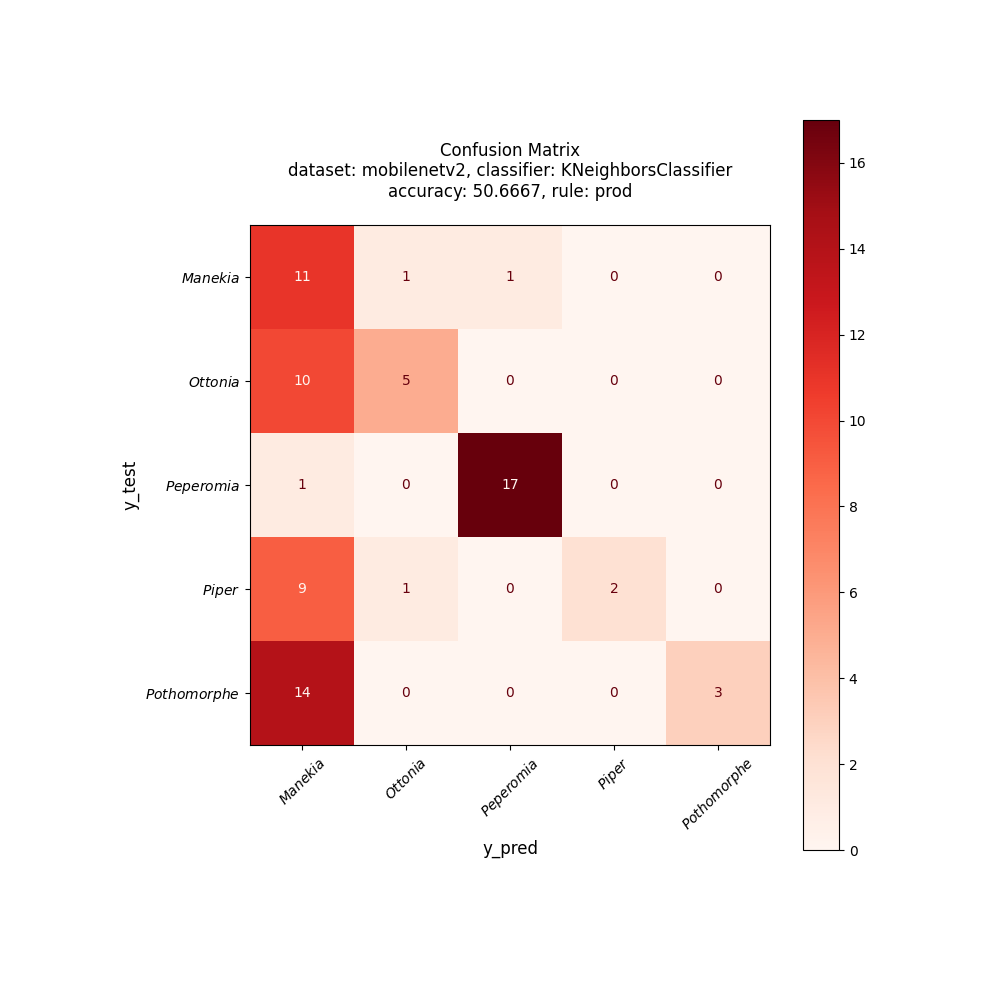 Confusion Matrix
dataset: mobilenetv2, classifier: KNeighborsClassifier
accuracy: 50.6667, rule: prod
y_test
Manekia 11 1 1 0 0
Ottonia 10 5 0 0 0
Peperomia 1 0 17 0 0
Piper 9 1 0 2 0
Pothomorphe 14 0 0 0 3
Manekia Ottonia Peperomia Piper Pothomorphe
y_pred
16
14
12
10
8
6
4
2
0